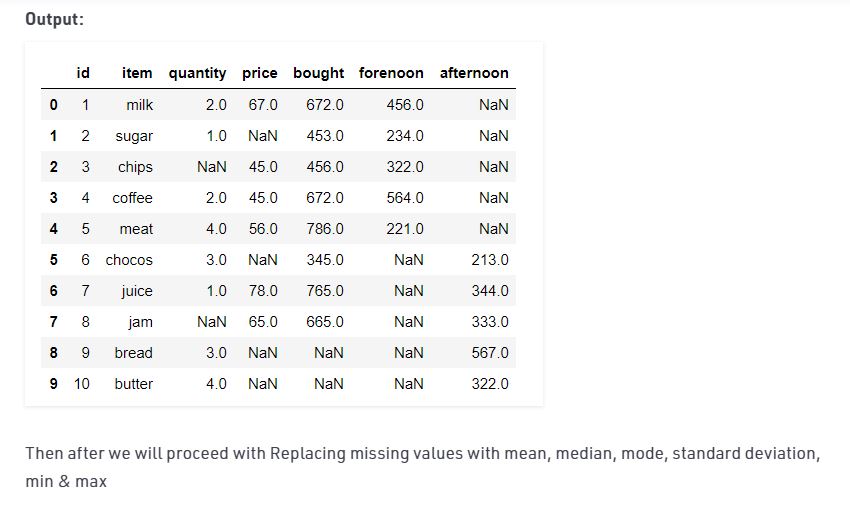 Output:
id item quantity price bought forenoon afternoon
0 1 milk 2.0 67.0 672.0 456.0 NaN
1 2 sugar 1.0 NaN 453.0 234.0 NaN
2 3 chips NaN 45.0 456.0 322.0 NaN
3 4 coffee 2.0 45.0 672.0 564.0 NaN
4 5 meat 4.0 56.0 786.0 221.0 NaN
5 6 chocos 3.0 NaN 345.0 NaN 213.0
6 7 juice 1.0 78.0 765.0 NaN 344.0
7 8 jam NaN 65.0 665.0 NaN 333.0
8 9 bread 3.0 NaN NaN NaN 567.0
9 10 butter 4.0 NaN NaN NaN 322.0
Then after we will proceed with Replacing missing values with mean, median, mode, standard deviation,
min & max